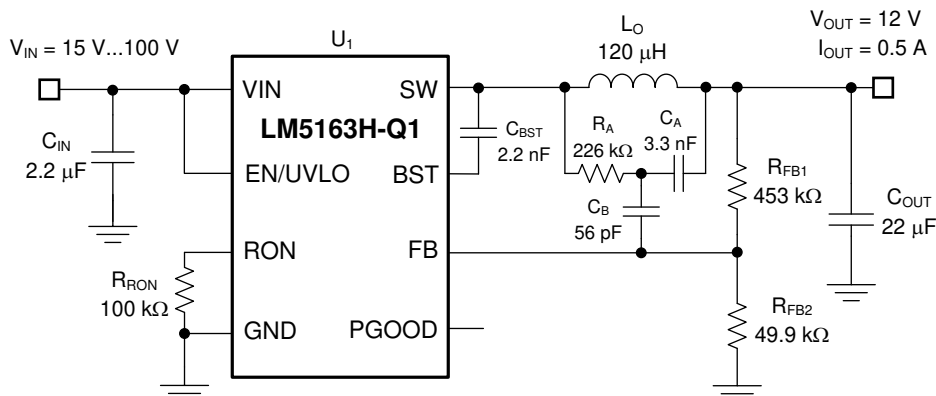 V_IN = 15 V...100 V
U_1
L_O
120 μH
V_OUT = 12 V
I_OUT = 0.5 A
VIN
SW
LM5163H-Q1
C_IN
2.2 μF
EN/UVLO
BST
C_BST
2.2 nF
R_A
226 kΩ
C_A
3.3 nF
C_B
56 pF
R_FB1
453 kΩ
C_OUT
22 μF
RON
FB
R_RON
100 kΩ
GND
PGOOD
R_FB2
49.9 kΩ